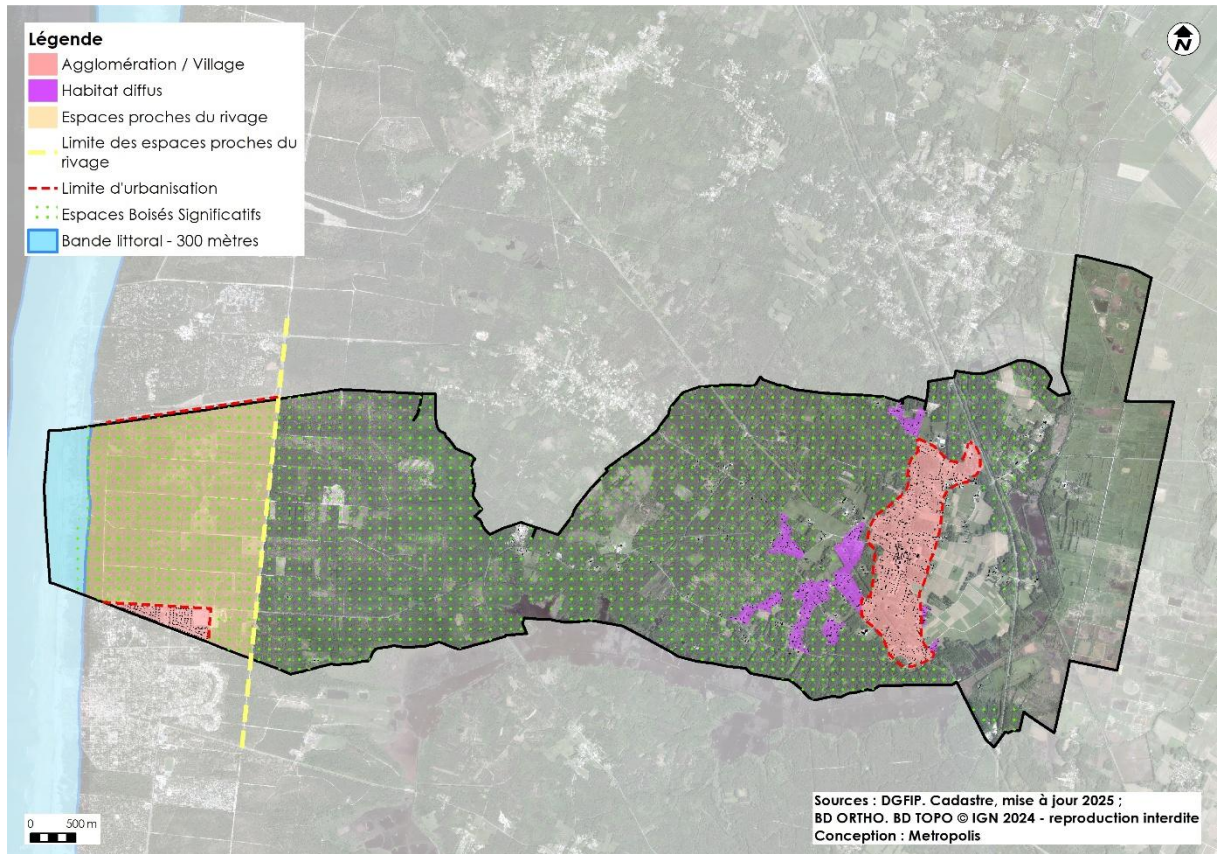 Légende
Agglomération / Village
Habitat diffus
Espaces proches du rivage
Limite des espaces proches du
rivage
Limite d'urbanisation
Espaces Boisés Significatifs
Bande littoral - 300 mètres
N
0 500 m
Sources : DGFIP. Cadastre, mise à jour 2025 ;
BD ORTHO. BD TOPO © IGN 2024 - reproduction interdite
Conception : Metropolis